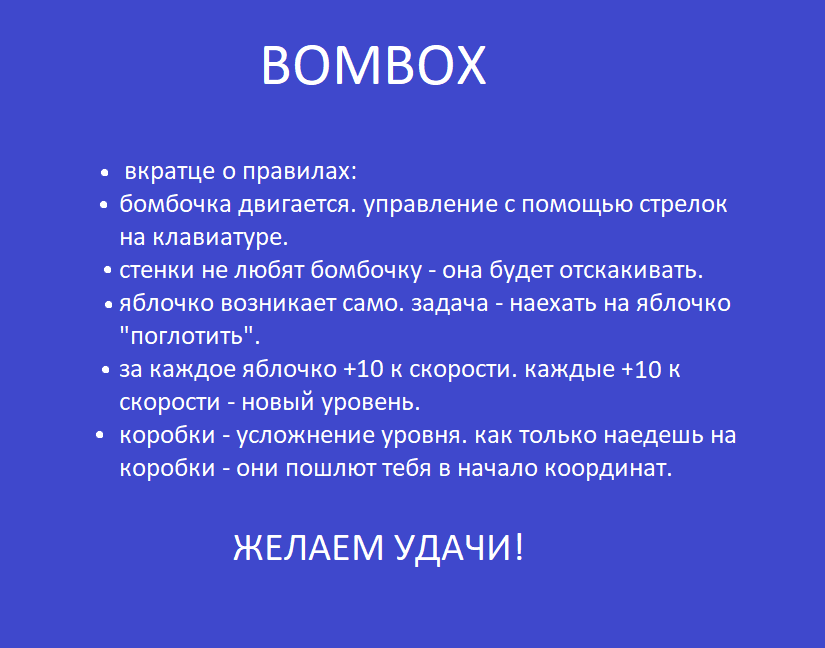 BOMBOX
• вкратце о правилах:
• бомбочка двигается. управление с помощью стрелок
на клавиатуре.
• стенки не любят бомбочку - она будет отскакивать.
• яблочко возникает само. задача - наехать на яблочко
"поглотить".
• за каждое яблочко +10 к скорости. каждые +10 к
скорости - новый уровень.
• коробки - усложнение уровня. как только наедешь на
коробки - они пошлют тебя в начало координат.
ЖЕЛАЕМ УДАЧИ!